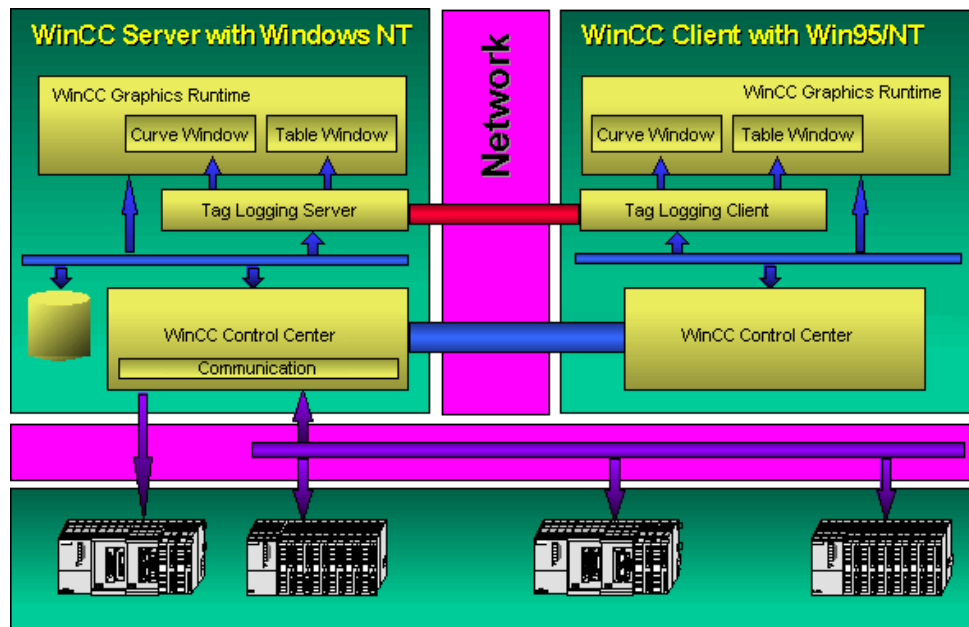 WinCC Server with Windows NT
WinCC Graphics Runtime
Curve Window
Table Window
Tag Logging Server
WinCC Control Center
Communication
Network
WinCC Client with Win95/NT
WinCC Graphics Runtime
Curve Window
Table Window
Tag Logging Client
WinCC Control Center